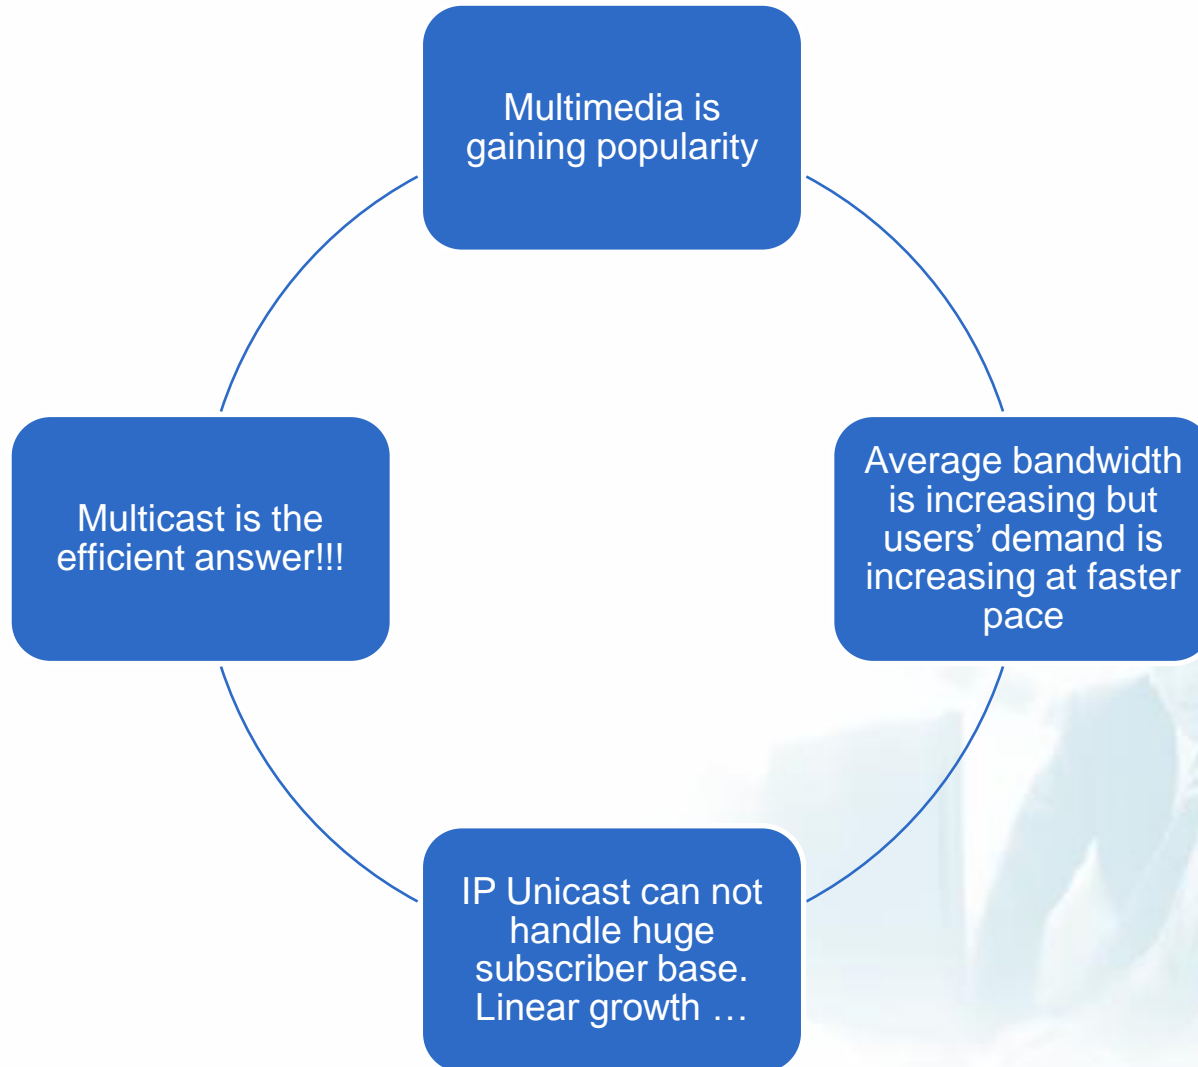 Multimedia is
gaining popularity
Average bandwidth
is increasing but
users’ demand is
increasing at faster
pace
IP Unicast can not
handle huge
subscriber base.
Linear growth …
Multicast is the
efficient answer!!!